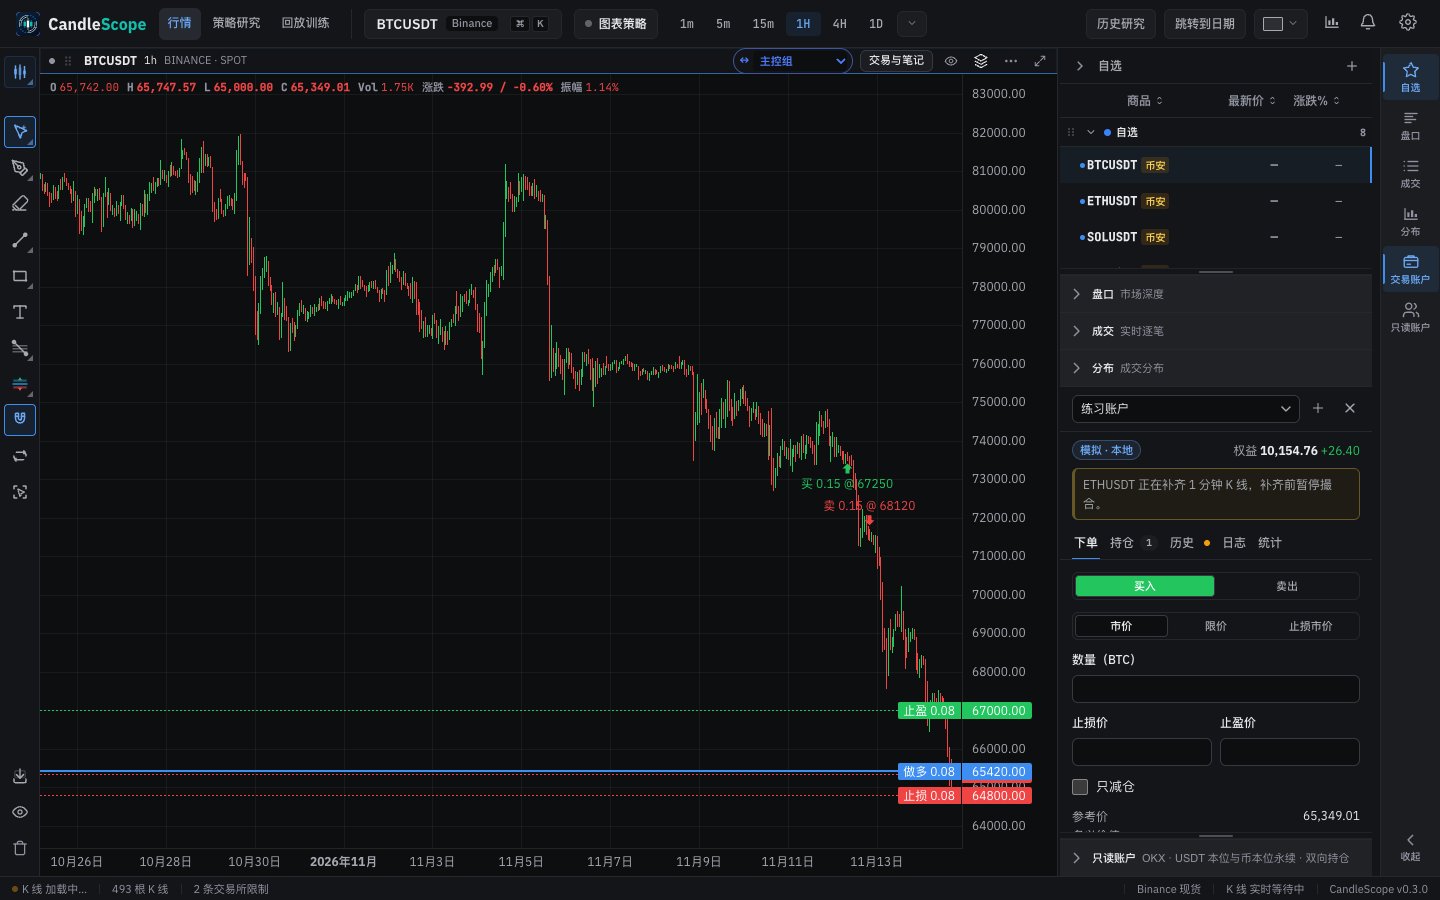 CandleScope 行情 策略研究 回放训练 BTCUSDT Binance ⌘ K 图表策略 1m 5m 15m 1H 4H 1D 历史研究 跳转到日期
BTCUSDT 1h BINANCE · SPOT 主控组 交易与笔记
O 65,742.00 H 65,747.57 L 65,000.00 C 65,349.01 Vol 1.75K 涨跌 -392.99 / -0.60% 振幅 1.14%
83000.00
82000.00
81000.00
80000.00
79000.00
78000.00
77000.00
76000.00
75000.00
74000.00
73000.00
72000.00
71000.00
70000.00
69000.00
68000.00
66000.00
64000.00
买 0.15 @ 67250
卖 0.15 @ 68120
止盈 0.08 67000.00
做多 0.08 65420.00
止损 0.08 64800.00
10月26日 10月28日 10月30日 2026年11月 11月3日 11月5日 11月7日 11月9日 11月11日 11月13日
自选
商品 最新价 涨跌%
自选 8
BTCUSDT 币安 — —
ETHUSDT 币安 — —
SOLUSDT 币安 — —
盘口 市场深度
成交 实时逐笔
分布 成交分布
练习账户
模拟 · 本地 权益 10,154.76 +26.40
ETHUSDT 正在补齐 1 分钟 K 线，补齐前暂停撮
合。
下单 持仓 1 历史 日志 统计
买入 卖出
市价 限价 止损市价
数量（BTC）
止损价 止盈价
只减仓
参考价 65,349.01
只读账户 OKX · USDT 本位与币本位永续 · 双向持仓
自选
盘口
成交
分布
交易账户
只读账户
收起
K 线 加载中... 493 根 K 线 2 条交易所限制 Binance 现货 K 线 实时等待中 CandleScope v0.3.0